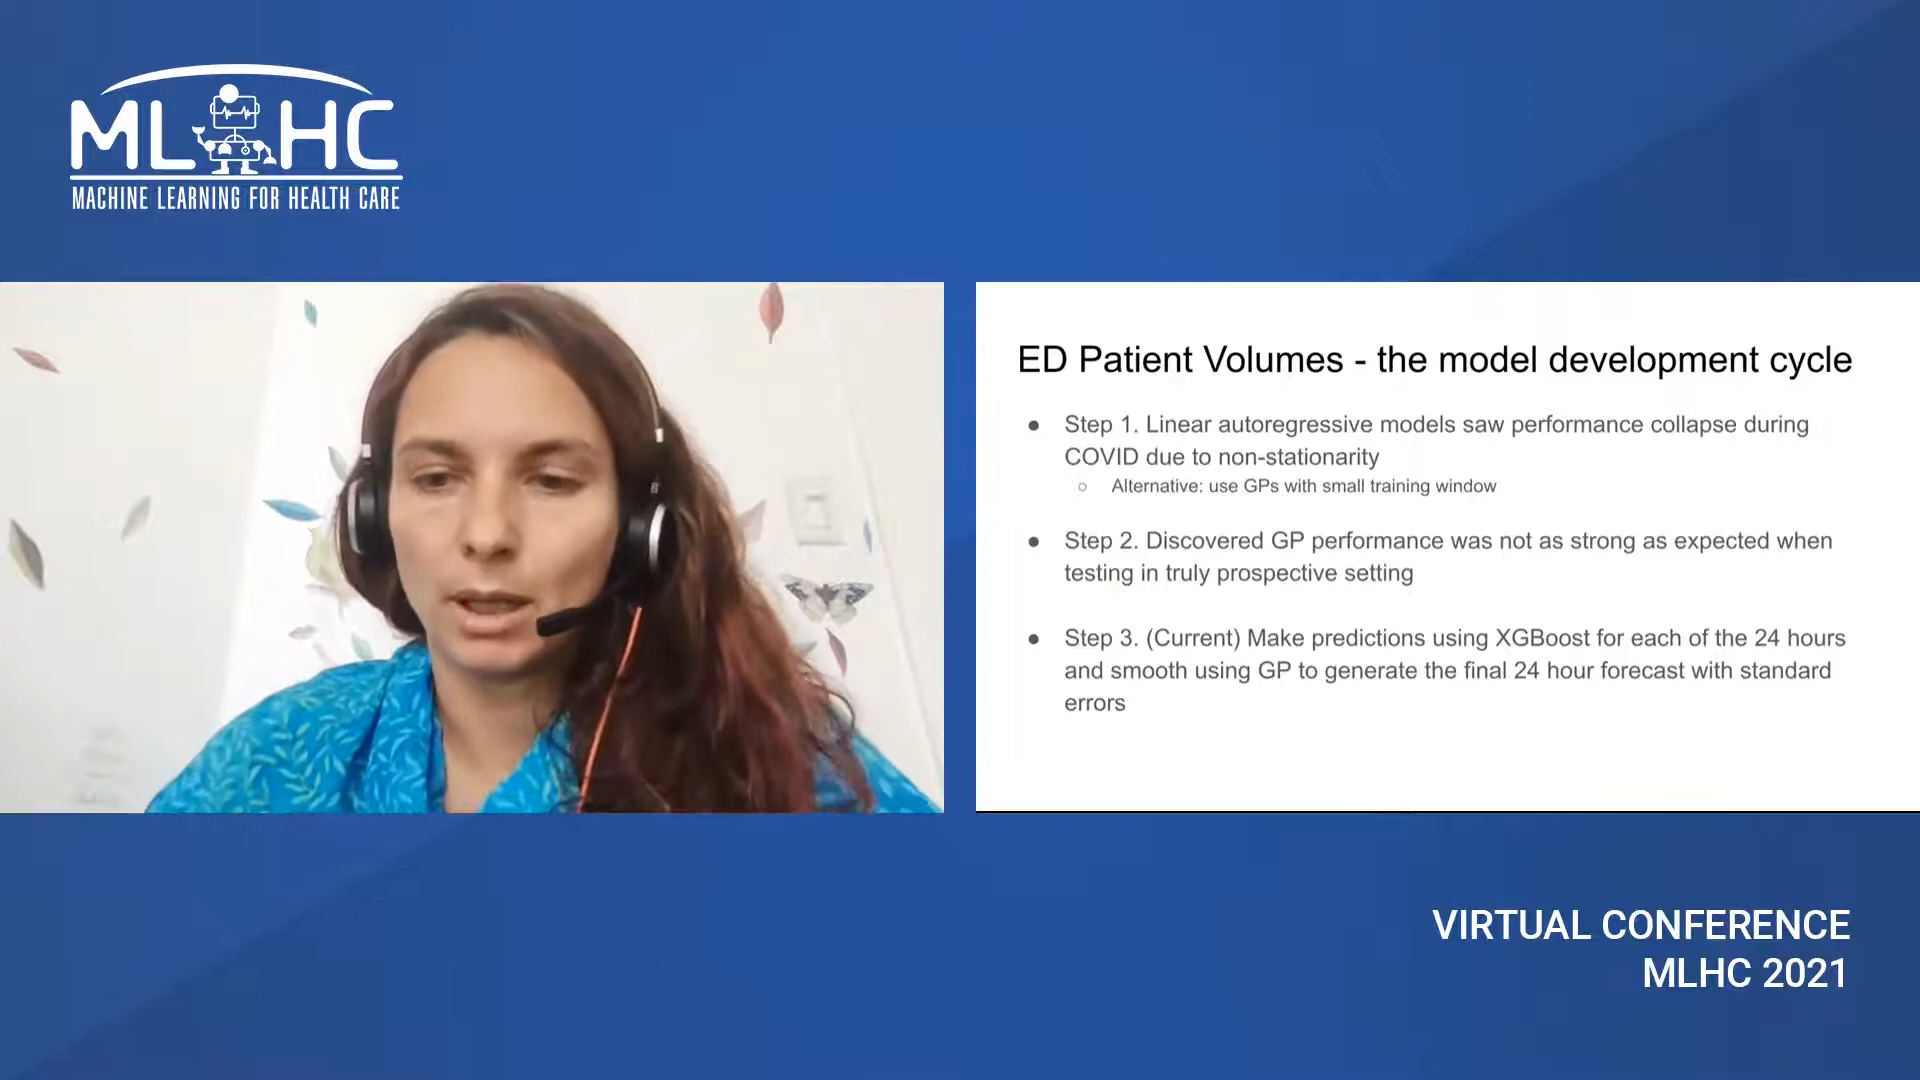 MLHC
MACHINE LEARNING FOR HEALTH CARE
ED Patient Volumes - the model development cycle
● Step 1. Linear autoregressive models saw performance collapse during
COVID due to non-stationarity
○ Alternative: use GPs with small training window
● Step 2. Discovered GP performance was not as strong as expected when
testing in truly prospective setting
● Step 3. (Current) Make predictions using XGBoost for each of the 24 hours
and smooth using GP to generate the final 24 hour forecast with standard
errors
VIRTUAL CONFERENCE
MLHC 2021